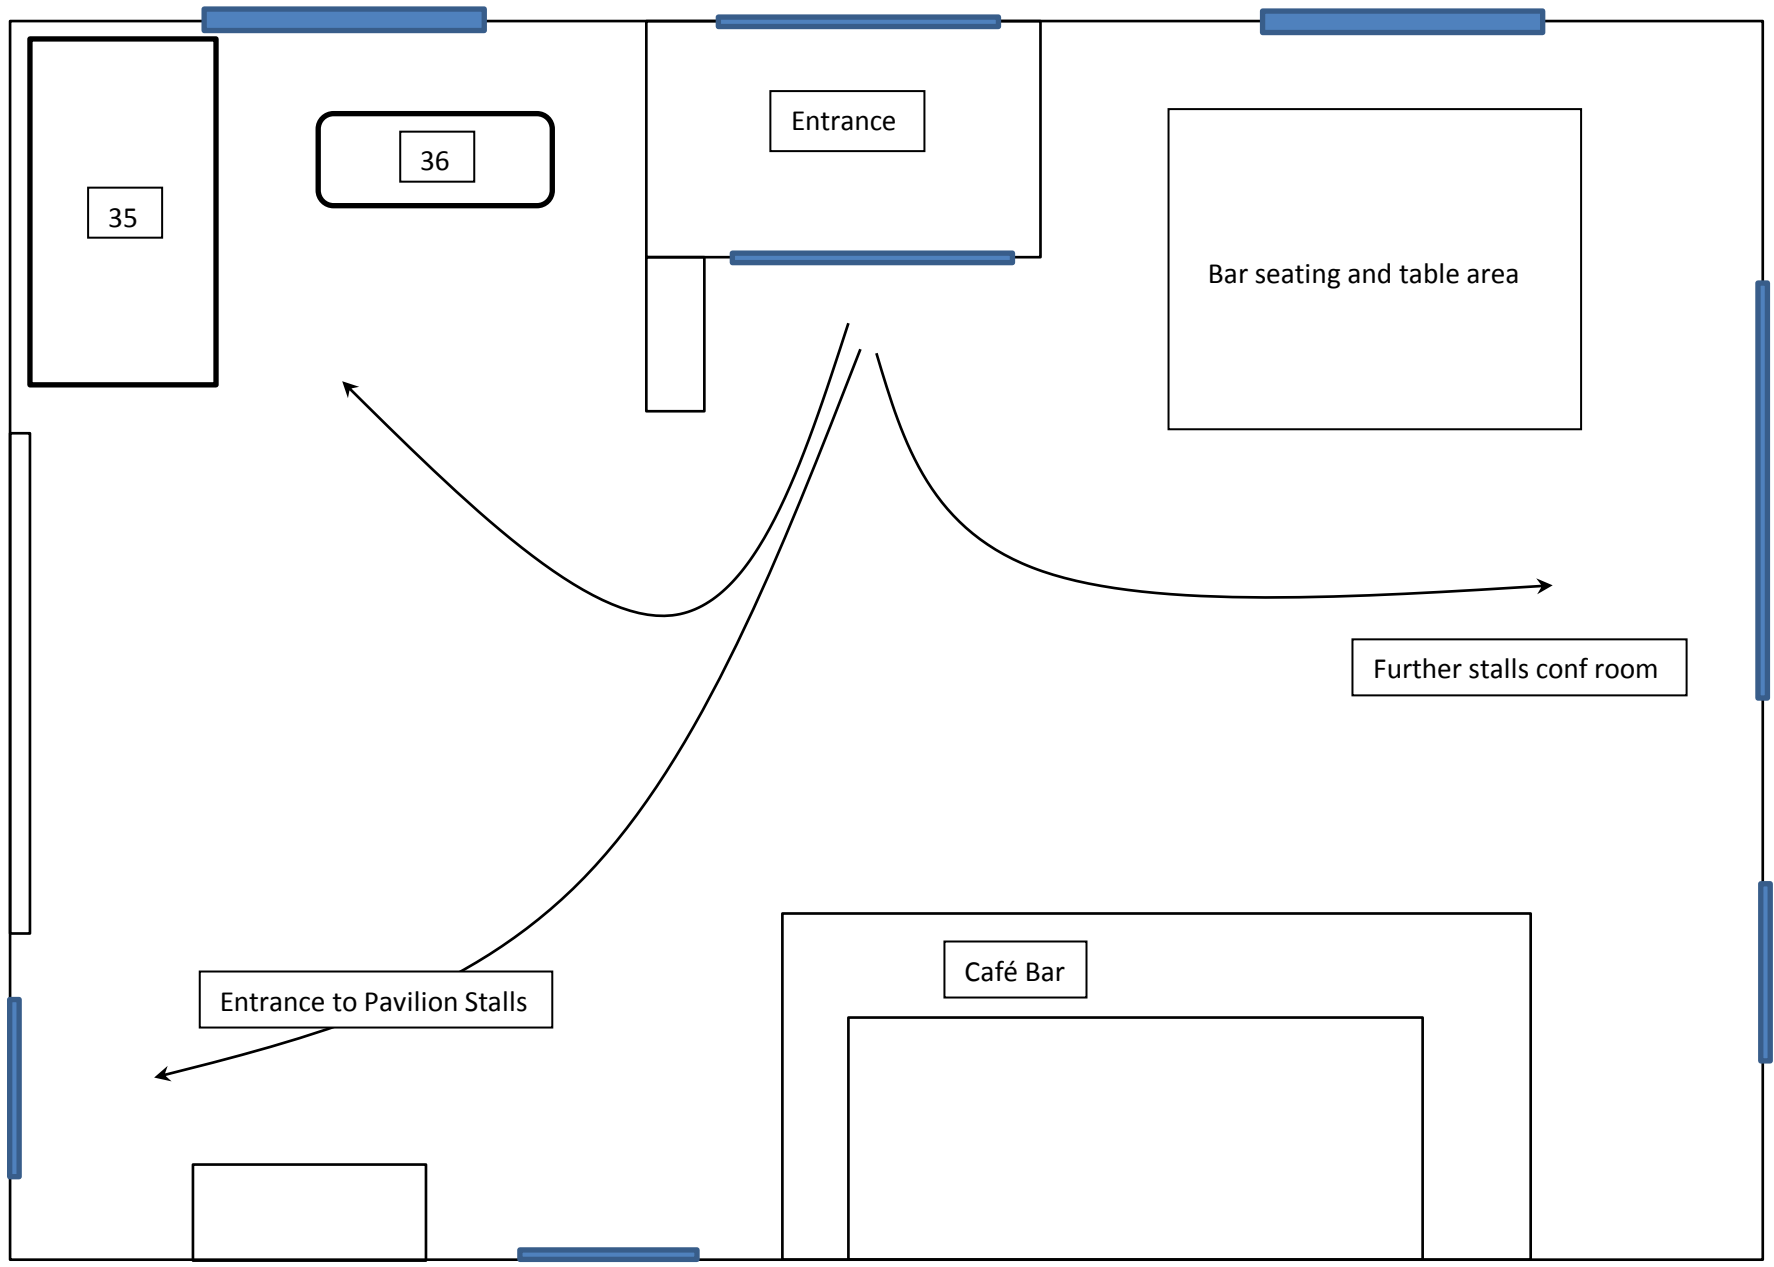 Entrance
36
35
Bar seating and table area
Further stalls conf room
Café Bar
Entrance to Pavilion Stalls